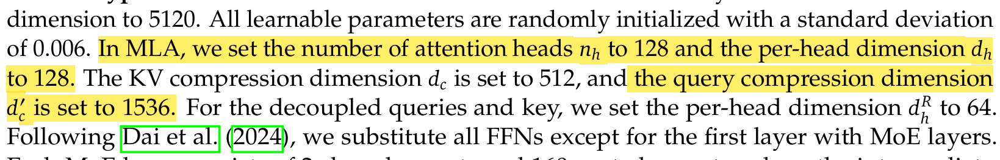 dimension to 5120. All learnable parameters are randomly initialized with a standard deviation
of 0.006. In MLA, we set the number of attention heads n_h to 128 and the per-head dimension d_h
to 128. The KV compression dimension d_c is set to 512, and the query compression dimension
d'_c is set to 1536. For the decoupled queries and key, we set the per-head dimension d_h^R to 64.
Following Dai et al. (2024), we substitute all FFNs except for the first layer with MoE layers.